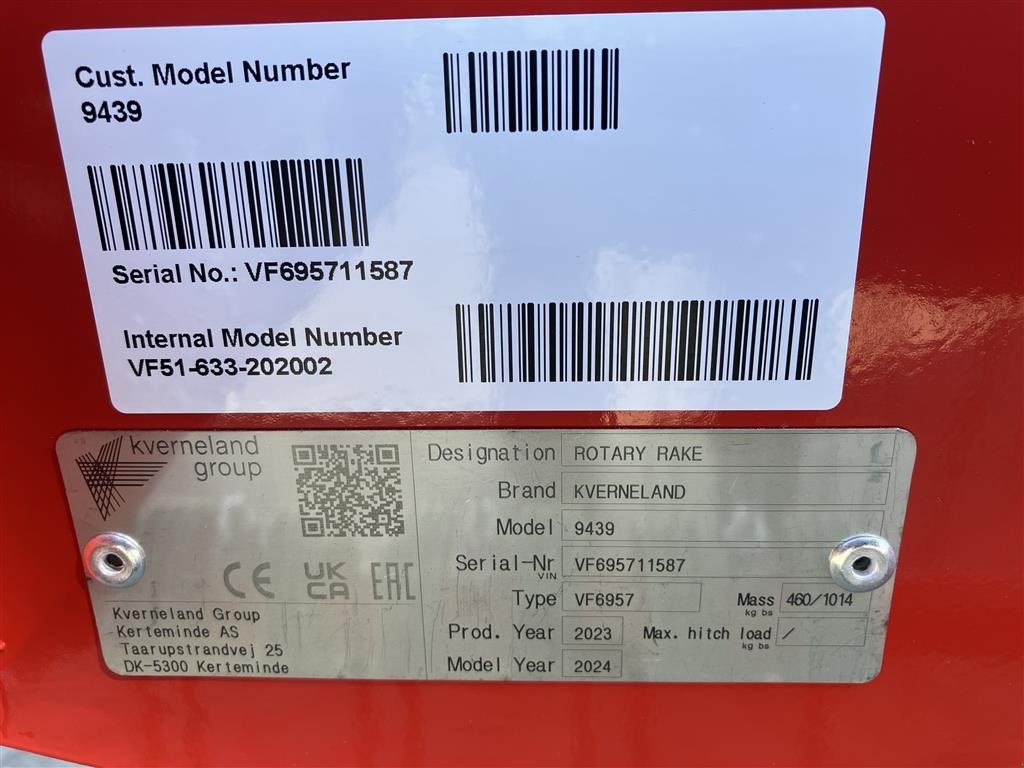 Cust. Model Number
9439
Serial No.: VF695711587
Internal Model Number
VF51-633-202002
kverneland
group
CE UK CA EAC
Kverneland Group
Kerteminde AS
Taarupstrandvej 25
DK-5300 Kerteminde
Designation ROTARY RAKE
Brand KVERNELAND
Model 9439
Serial-Nr VF695711587
VIN
Type VF6957 Mass 460/1014
kg lbs
Prod. Year 2023 Max. hitch load /
kg lbs
Model Year 2024